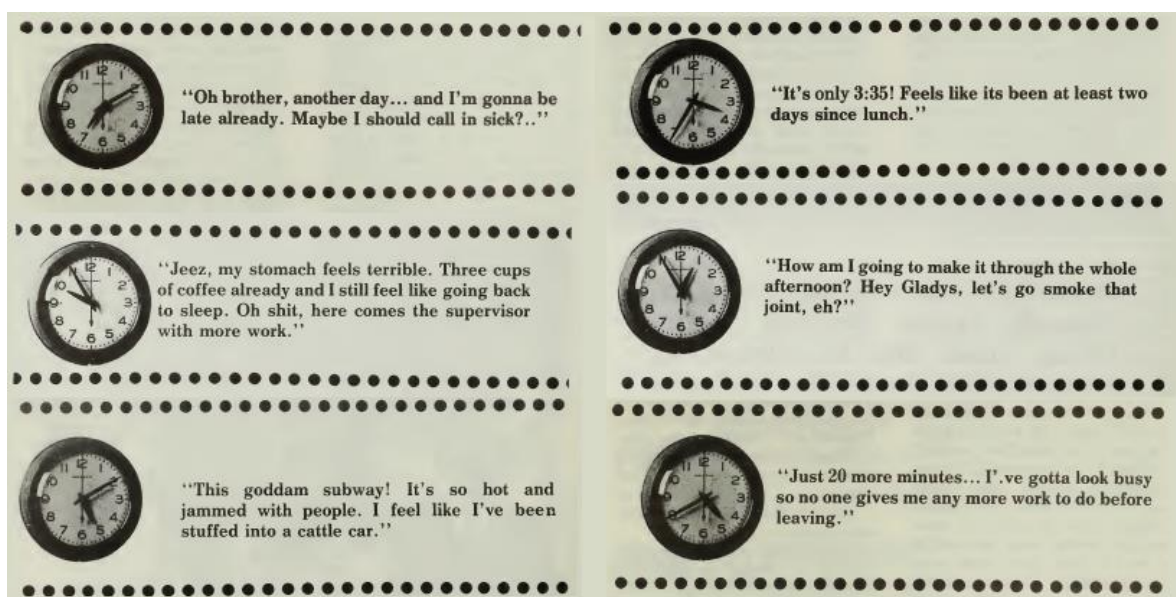 "Oh brother, another day... and I'm gonna be
late already. Maybe I should call in sick?.."
"Jeez, my stomach feels terrible. Three cups
of coffee already and I still feel like going back
to sleep. Oh shit, here comes the supervisor
with more work."
"This goddam subway! It's so hot and
jammed with people. I feel like I've been
stuffed into a cattle car."
"It's only 3:35! Feels like its been at least two
days since lunch."
"How am I going to make it through the whole
afternoon? Hey Gladys, let's go smoke that
joint, eh?"
"Just 20 more minutes... I'.ve gotta look busy
so no one gives me any more work to do before
leaving."